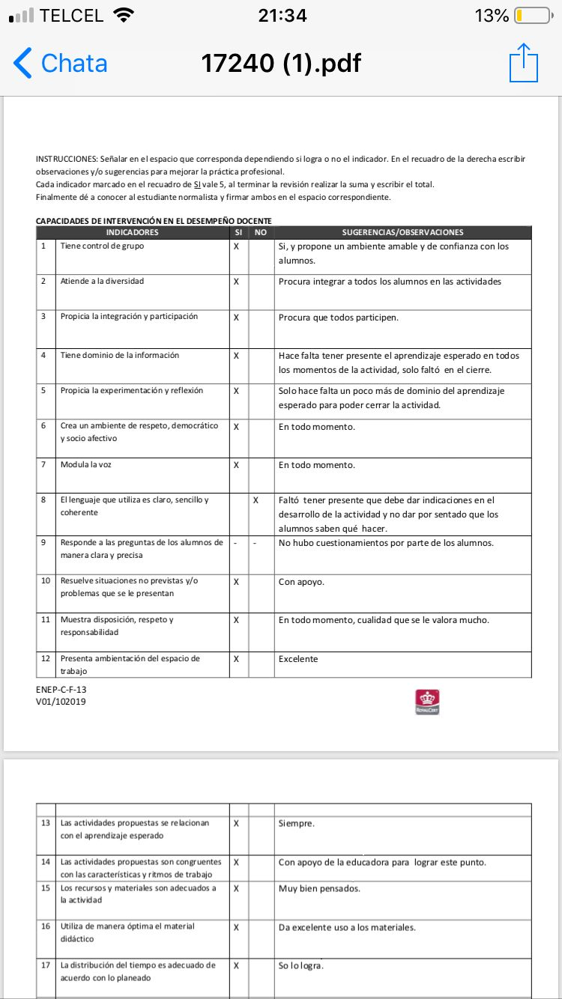 TELCEL 21:34 13%
Chata 17240 (1).pdf
INSTRUCCIONES: Señalar en el espacio que corresponda dependiendo si logra o no el indicador. En el recuadro de la derecha escribir
observaciones y/o sugerencias para mejorar la práctica profesional.
Cada indicador marcado en el recuadro de SI vale 5, al terminar la revisión realizar la suma y escribir el total.
Finalmente dé a conocer al estudiante normalista y firmar ambos en el espacio correspondiente.
CAPACIDADES DE INTERVENCIÓN EN EL DESEMPEÑO DOCENTE
INDICADORES SI NO SUGERENCIAS/OBSERVACIONES
1 Tiene control de grupo X Si, y propone un ambiente amable y de confianza con los
alumnos.
2 Atiende a la diversidad X Procura integrar a todos los alumnos en las actividades
3 Propicia la integración y participación X Procura que todos participen.
4 Tiene dominio de la información X Hace falta tener presente el aprendizaje esperado en todos
los momentos de la actividad, solo faltó en el cierre.
5 Propicia la experimentación y reflexión X Solo hace falta un poco más de dominio del aprendizaje
esperado para poder cerrar la actividad.
6 Crea un ambiente de respeto, democrático X En todo momento.
y socio afectivo
7 Modula la voz X En todo momento.
8 El lenguaje que utiliza es claro, sencillo y X Faltó tener presente que debe dar indicaciones en el
coherente desarrollo de la actividad y no dar por sentado que los
alumnos saben qué hacer.
9 Responde a las preguntas de los alumnos de - - No hubo cuestionamientos por parte de los alumnos.
manera clara y precisa
10 Resuelve situaciones no previstas y/o X Con apoyo.
problemas que se le presentan
11 Muestra disposición, respeto y X En todo momento, cualidad que se le valora mucho.
responsabilidad
12 Presenta ambientación del espacio de X Excelente
trabajo
ENEP-C-F-13
V01/102019
ROYALCERT
13 Las actividades propuestas se relacionan X Siempre.
con el aprendizaje esperado
14 Las actividades propuestas son congruentes X Con apoyo de la educadora para lograr este punto.
con las características y ritmos de trabajo
15 Los recursos y materiales son adecuados a X Muy bien pensados.
la actividad
16 Utiliza de manera óptima el material X Da excelente uso a los materiales.
didáctico
17 La distribución del tiempo es adecuado de X So lo logra.
acuerdo con lo planeado